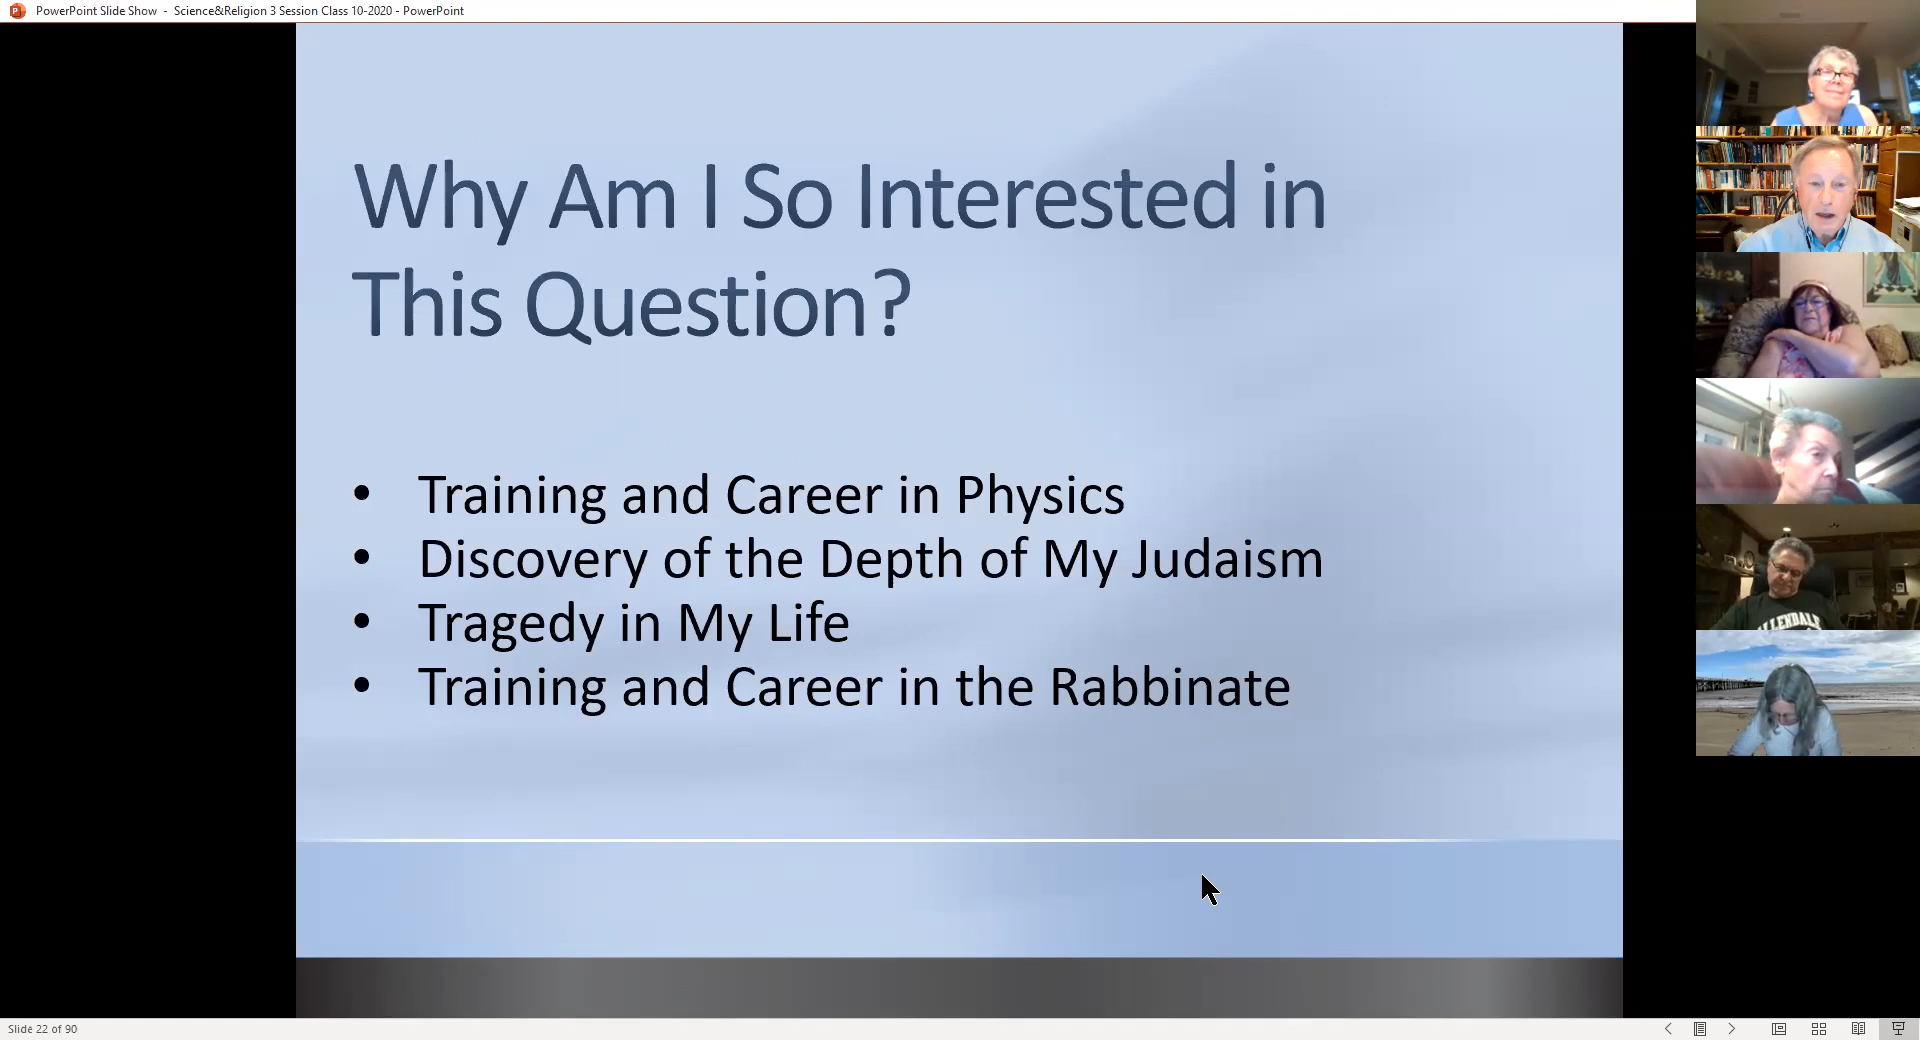 PowerPoint Slide Show - Science&Religion 3 Session Class 10-2020 - PowerPoint
Why Am I So Interested in
This Question?
• Training and Career in Physics
• Discovery of the Depth of My Judaism
• Tragedy in My Life
• Training and Career in the Rabbinate
LLENDALE
Slide 22 of 90